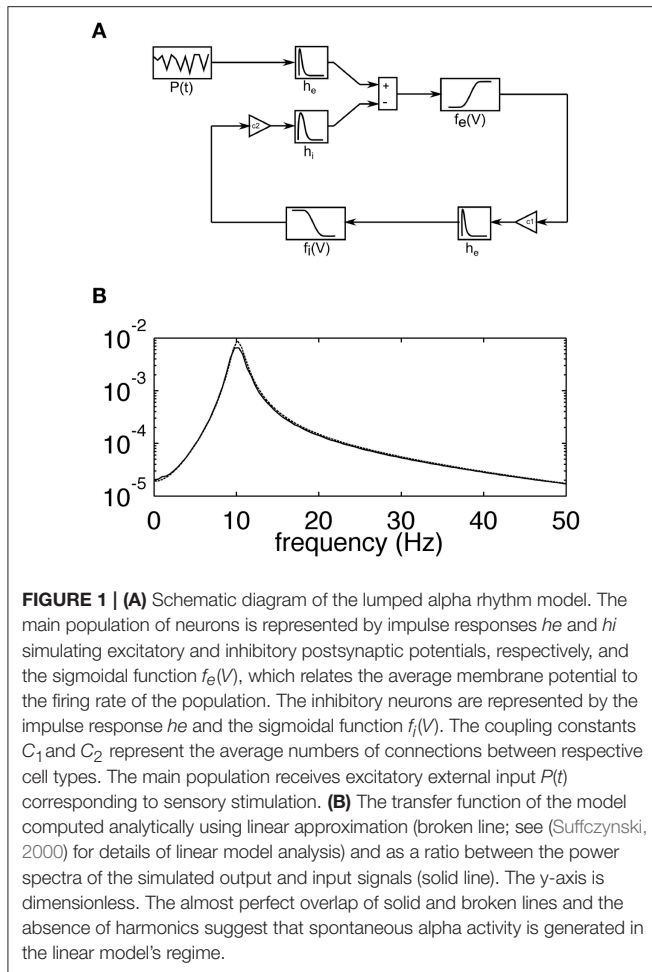 A
P(t)
h_e
+
-
f_e(V)
c2
h_i
f_i(V)
h_e
c1
B
10^-2
10^-3
10^-4
10^-5
0 10 20 30 40 50
frequency (Hz)
FIGURE 1 | (A) Schematic diagram of the lumped alpha rhythm model. The
main population of neurons is represented by impulse responses he and hi
simulating excitatory and inhibitory postsynaptic potentials, respectively, and
the sigmoidal function f_e(V), which relates the average membrane potential to
the firing rate of the population. The inhibitory neurons are represented by the
impulse response he and the sigmoidal function f_i(V). The coupling constants
C_1 and C_2 represent the average numbers of connections between respective
cell types. The main population receives excitatory external input P(t)
corresponding to sensory stimulation. (B) The transfer function of the model
computed analytically using linear approximation (broken line; see (Suffczynski,
2000) for details of linear model analysis) and as a ratio between the power
spectra of the simulated output and input signals (solid line). The y-axis is
dimensionless. The almost perfect overlap of solid and broken lines and the
absence of harmonics suggest that spontaneous alpha activity is generated in
the linear model's regime.